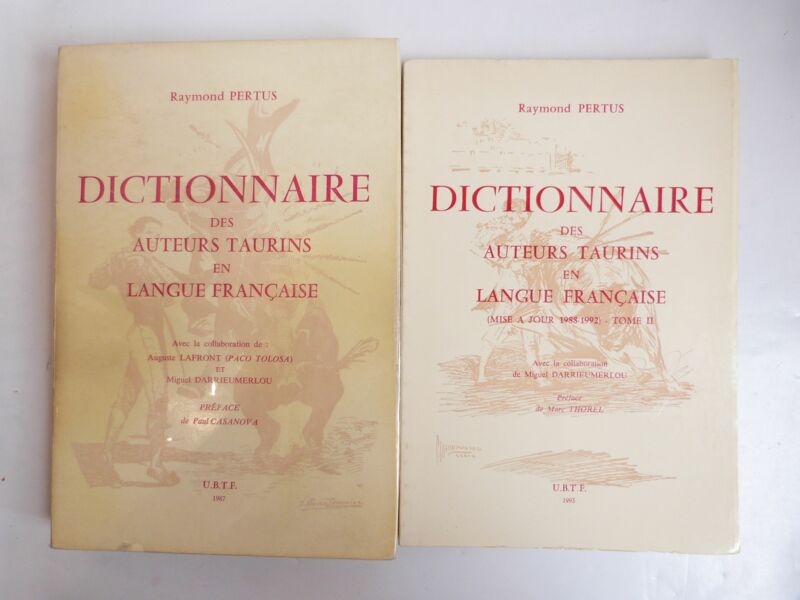 Raymond PERTUS
DICTIONNAIRE
DES
AUTEURS TAURINS
EN
LANGUE FRANÇAISE
Avec la collaboration de :
Auguste LAFRONT (PACO TOLOSA)
ET
Miguel DARRIEUMERLOU
PRÉFACE
de Paul CASANOVA
U.B.T.F.
1987
Raymond PERTUS
DICTIONNAIRE
DES
AUTEURS TAURINS
EN
LANGUE FRANÇAISE
(MISE A JOUR 1988-1992) - TOME II
Avec la collaboration
de Miguel DARRIEUMERLOU
Préface
de Marc THOREL
U.B.T.F.
1993